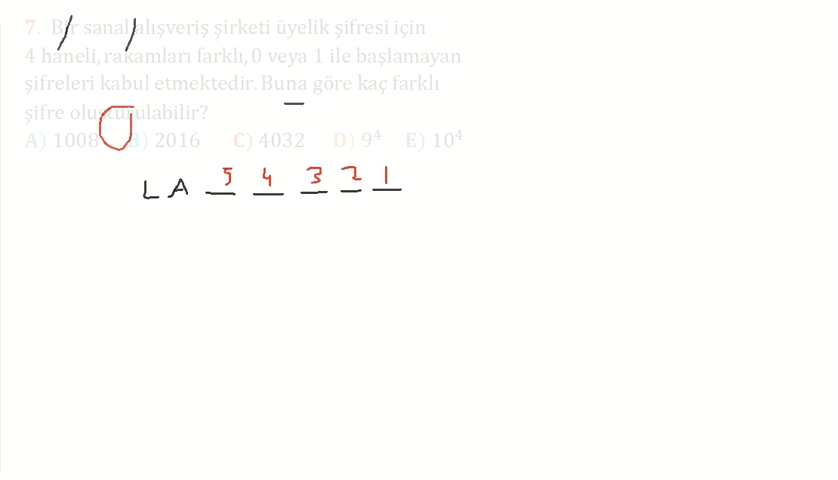 7. Bir sanal alışveriş şirketi üyelik şifresi için
4 haneli, rakamları farklı, 0 veya 1 ile başlamayan
şifreleri kabul etmektedir. Buna göre kaç farklı
şifre oluşturulabilir?
A) 1008 B) 2016 C) 4032 D) 9⁴ E) 10⁴
L A 5 4 3 2 1